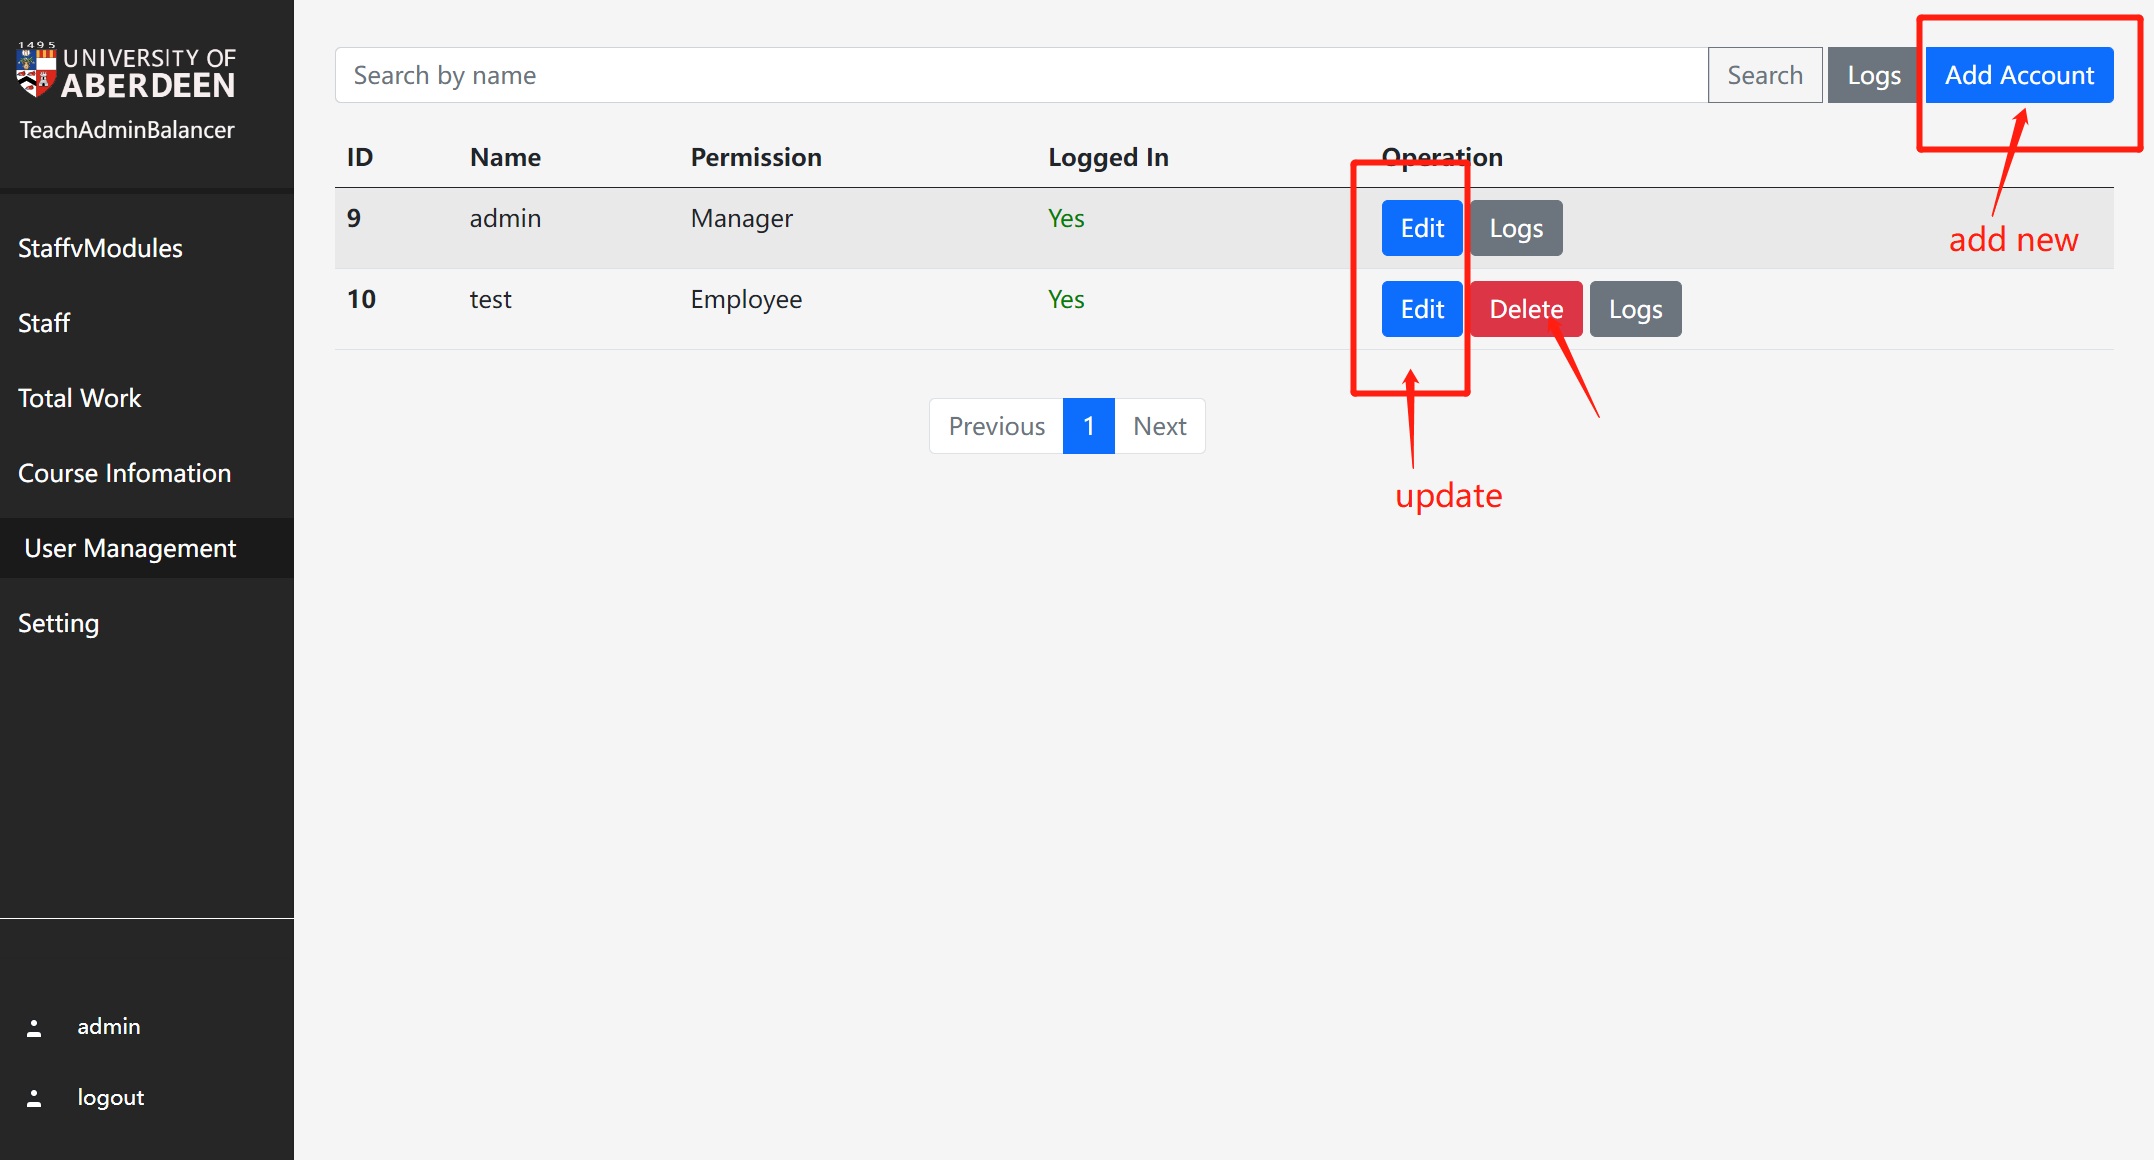 1495
UNIVERSITY OF
ABERDEEN
TeachAdminBalancer
StaffvModules
Staff
Total Work
Course Infomation
User Management
Setting
admin
logout
Search by name Search Logs Add Account
ID Name Permission Logged In Operation
9 admin Manager Yes Edit Logs
add new
10 test Employee Yes Edit Delete Logs
Previous 1 Next
update